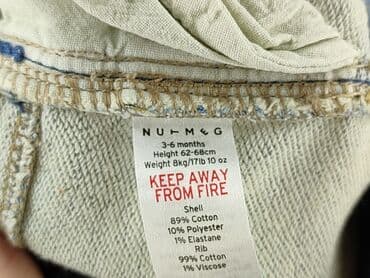 NUTMEG
3-6 months
Height 62-68cm
Weight 8kg/17lb 10 oz
KEEP AWAY
FROM FIRE
Shell
89% Cotton
10% Polyester
1% Elastane
Rib
99% Cotton
1% Viscose